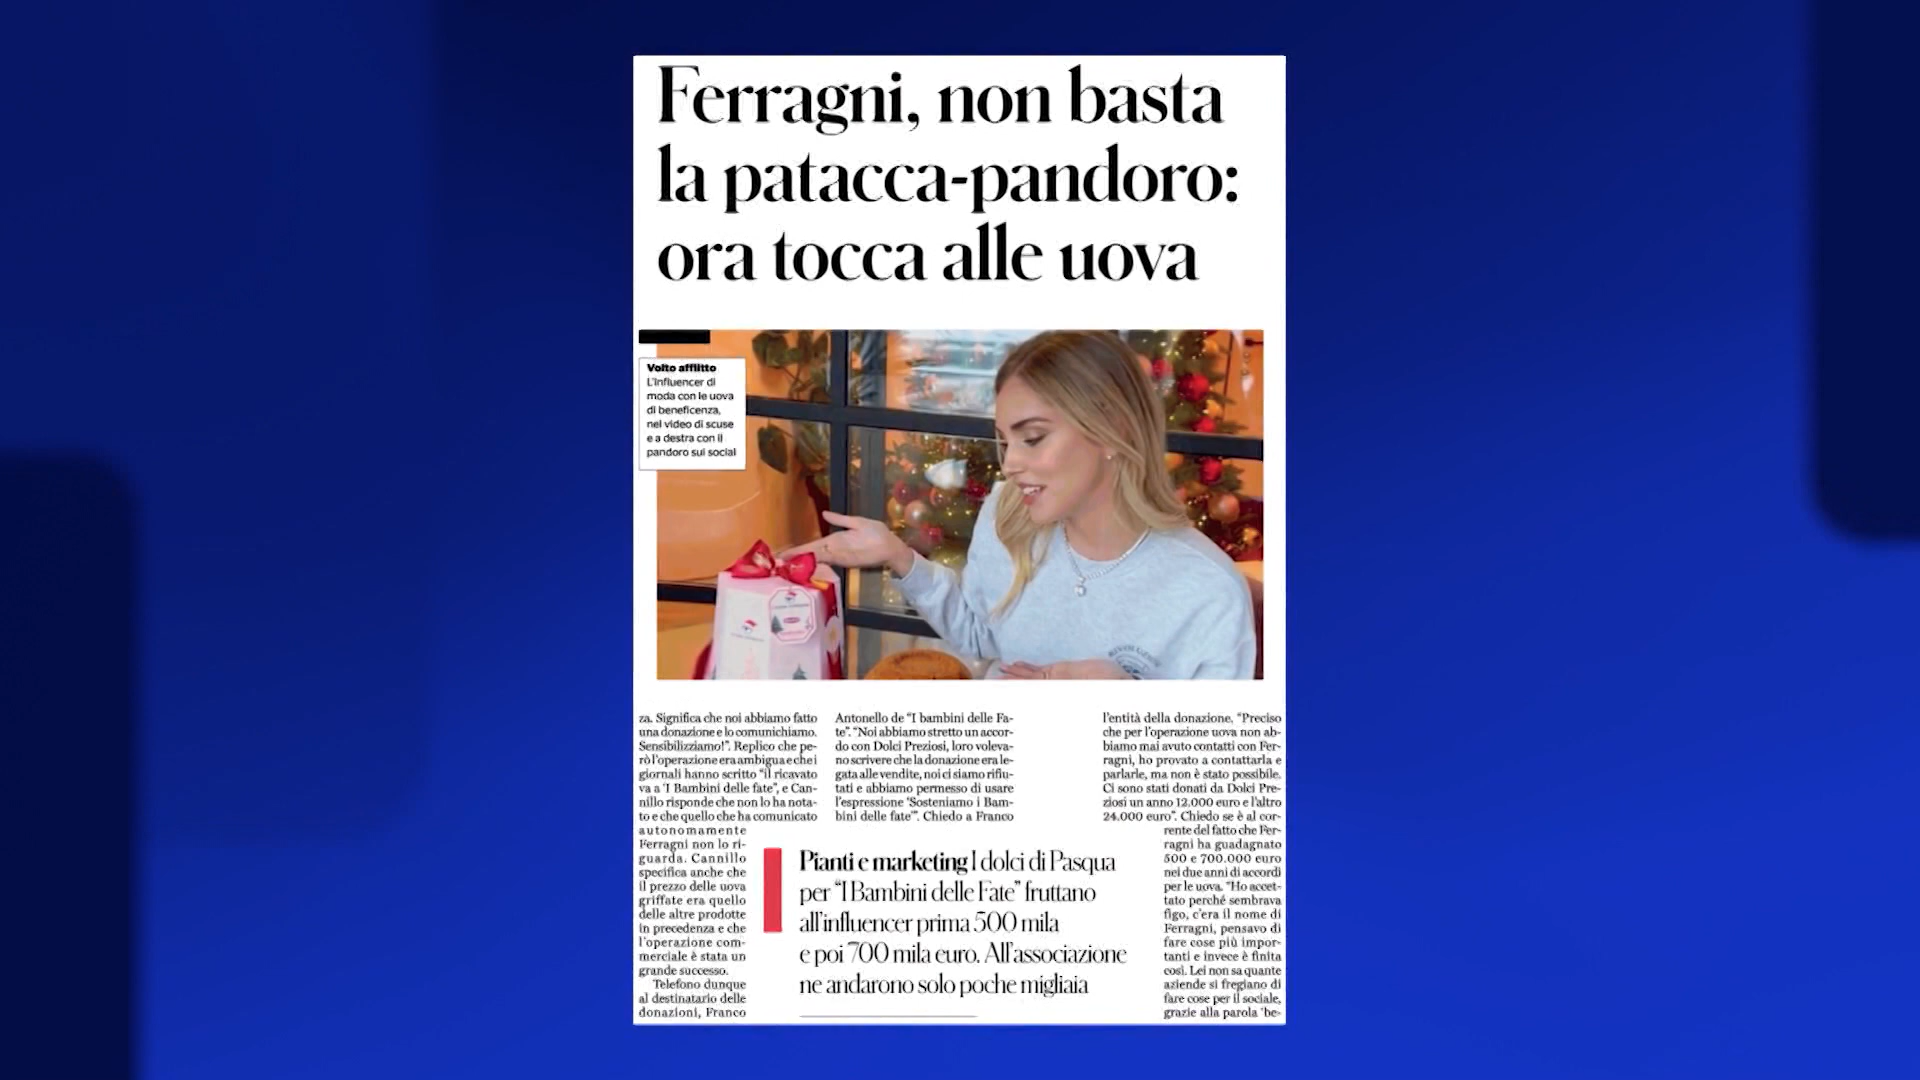 Ferragni, non basta
la patacca-pandoro:
ora tocca alle uova
Volto afflitto
L'influencer di
moda con le uova
di beneficenza,
nel video di scuse
e a destra con il
pandoro sui social
za. Significa che noi abbiamo fatto
una donazione e lo comunichiamo.
Sensibilizziamo!". Replico che pe-
rò l'operazione era ambigua e che i
giornali hanno scritto "il ricavato
va a 'I Bambini delle fate", e Can-
nillo risponde che non lo ha nota-
to e che quello che ha comunicato
autonomamente
Ferragni non lo ri-
guarda. Cannillo
specifica anche che
il prezzo delle uova
griffate era quello
delle altre prodotte
in precedenza e che
l'operazione com-
merciale è stata un
grande successo.
Telefono dunque
al destinatario delle
donazioni, Franco
Antonello de "I bambini delle Fa-
te". "Noi abbiamo stretto un accor-
do con Dolci Preziosi, loro voleva-
no scrivere che la donazione era le-
gata alle vendite, noi ci siamo rifiu-
tati e abbiamo permesso di usare
l'espressione 'Sosteniamo i Bam-
bini delle fate'". Chiedo a Franco
Pianti e marketing I dolci di Pasqua
per "I Bambini delle Fate" fruttano
all'influencer prima 500 mila
e poi 700 mila euro. All'associazione
ne andarono solo poche migliaia
l'entità della donazione. "Preciso
che per l'operazione uova non ab-
biamo mai avuto contatti con Fer-
ragni, ho provato a contattarla e
parlarle, ma non è stato possibile.
Ci sono stati donati da Dolci Pre-
ziosi un anno 12.000 euro e l'altro
24.000 euro". Chiedo se è al cor-
rente del fatto che Fer-
ragni ha guadagnato
500 e 700.000 euro
nei due anni di accordi
per le uova. "Ho accet-
tato perché sembrava
figo, c'era il nome di
Ferragni, pensavo di
fare cose più impor-
tanti e invece è finita
così. Lei non sa quante
aziende si fregiano di
fare cose per il sociale,
grazie alla parola 'be-